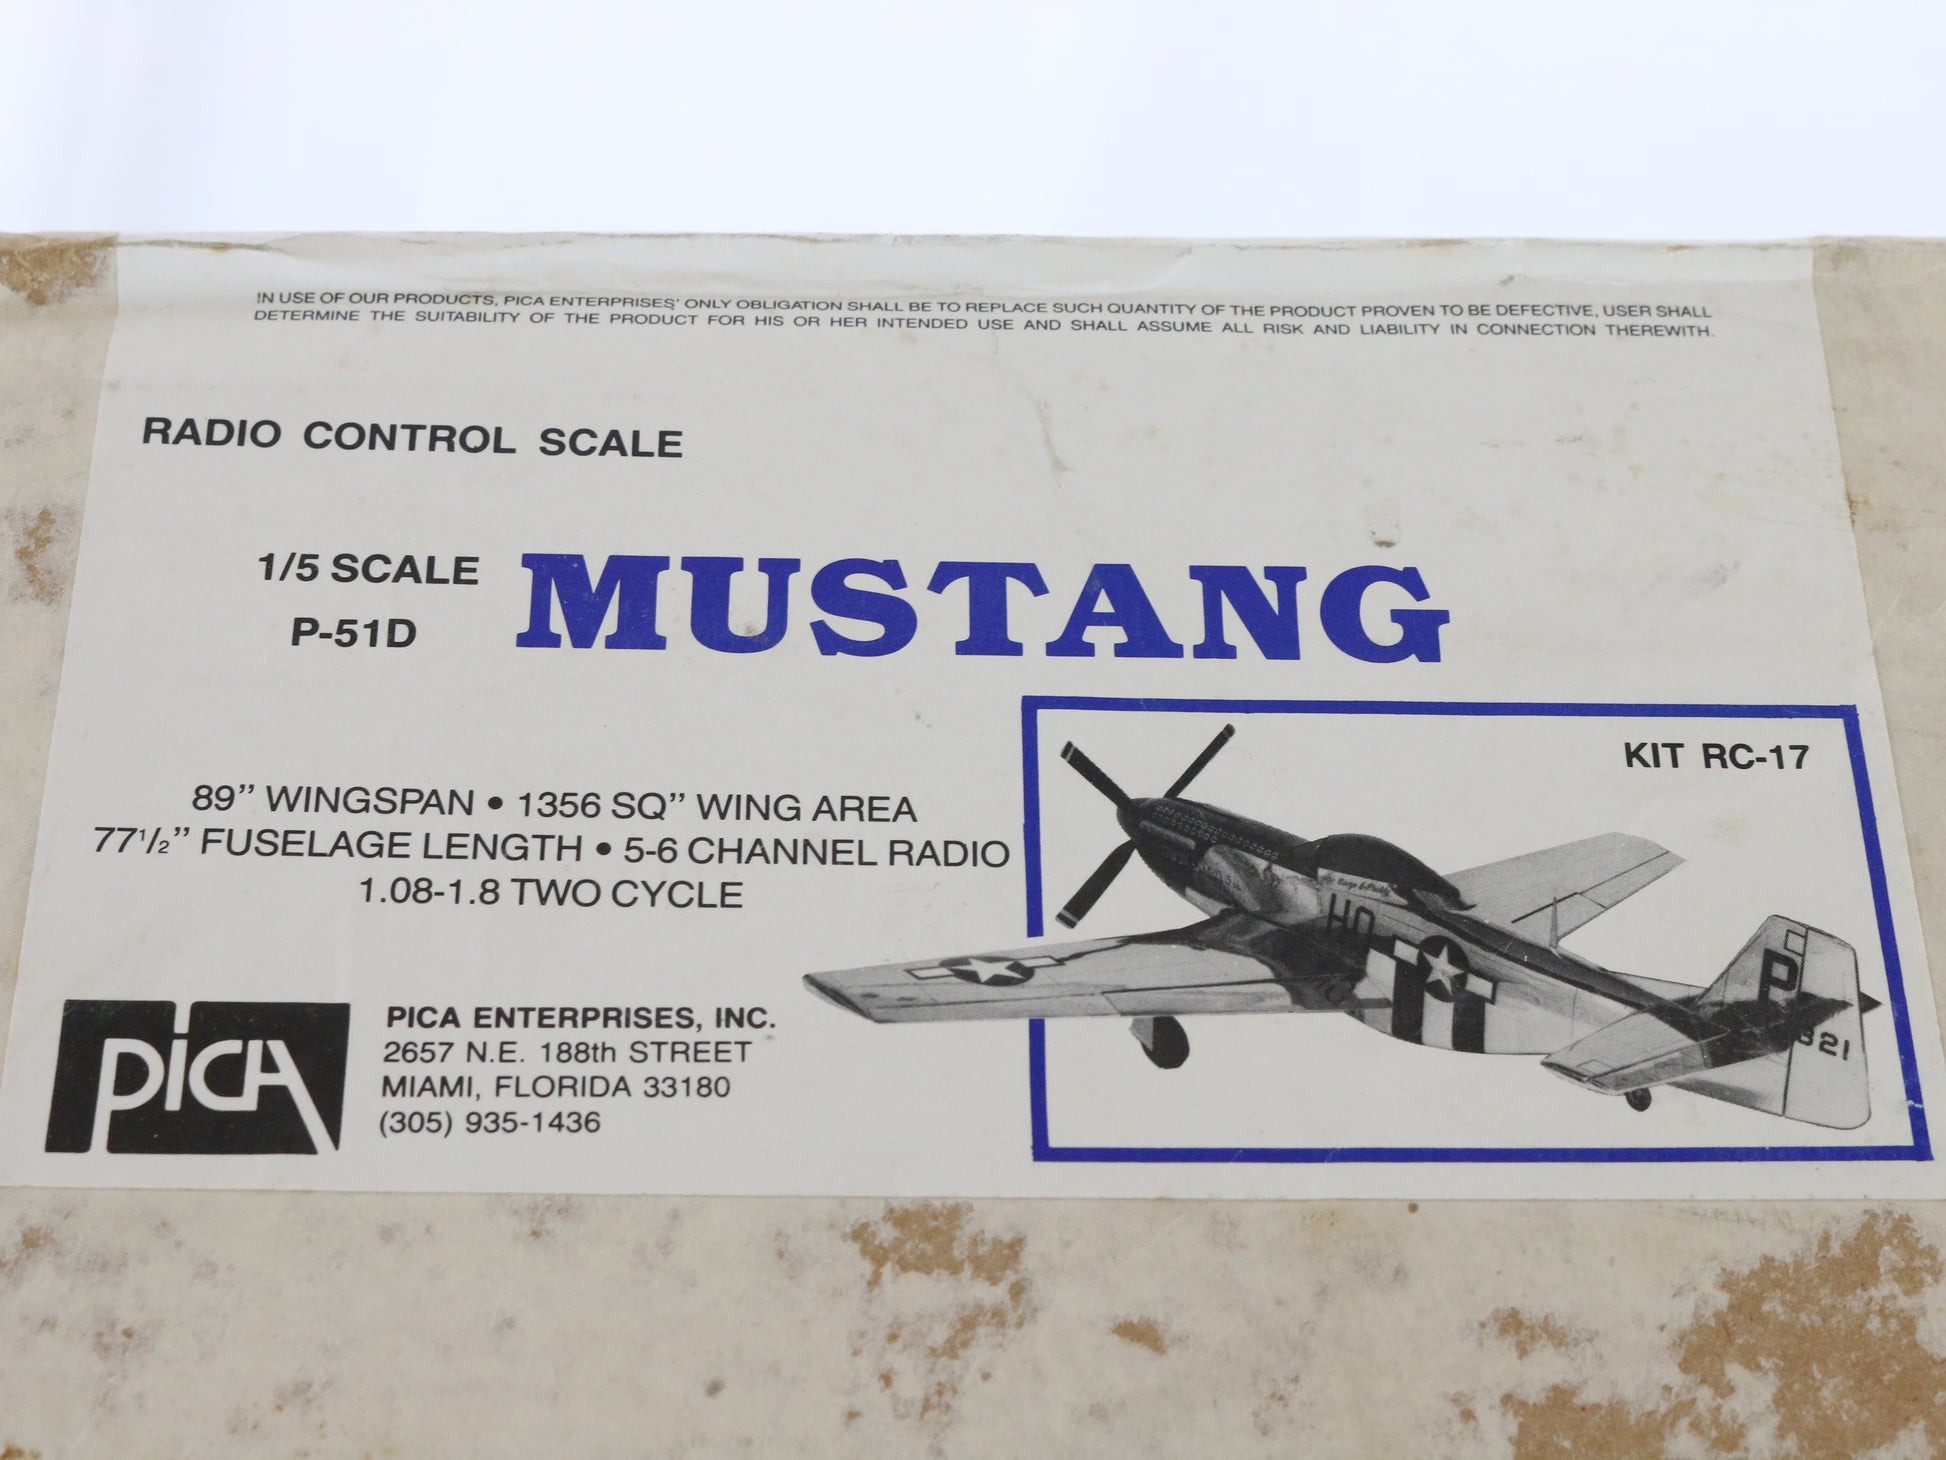 IN USE OF OUR PRODUCTS, PICA ENTERPRISES' ONLY OBLIGATION SHALL BE TO REPLACE SUCH QUANTITY OF THE PRODUCT PROVEN TO BE DEFECTIVE, USER SHALL
DETERMINE THE SUITABILITY OF THE PRODUCT FOR HIS OR HER INTENDED USE AND SHALL ASSUME ALL RISK AND LIABILITY IN CONNECTION THEREWITH.
RADIO CONTROL SCALE
1/5 SCALE
P-51D
MUSTANG
KIT RC-17
89" WINGSPAN • 1356 SQ" WING AREA
77 1/2" FUSELAGE LENGTH • 5-6 CHANNEL RADIO
1.08-1.8 TWO CYCLE
HO
P
321
PICA
PICA ENTERPRISES, INC.
2657 N.E. 188th STREET
MIAMI, FLORIDA 33180
(305) 935-1436